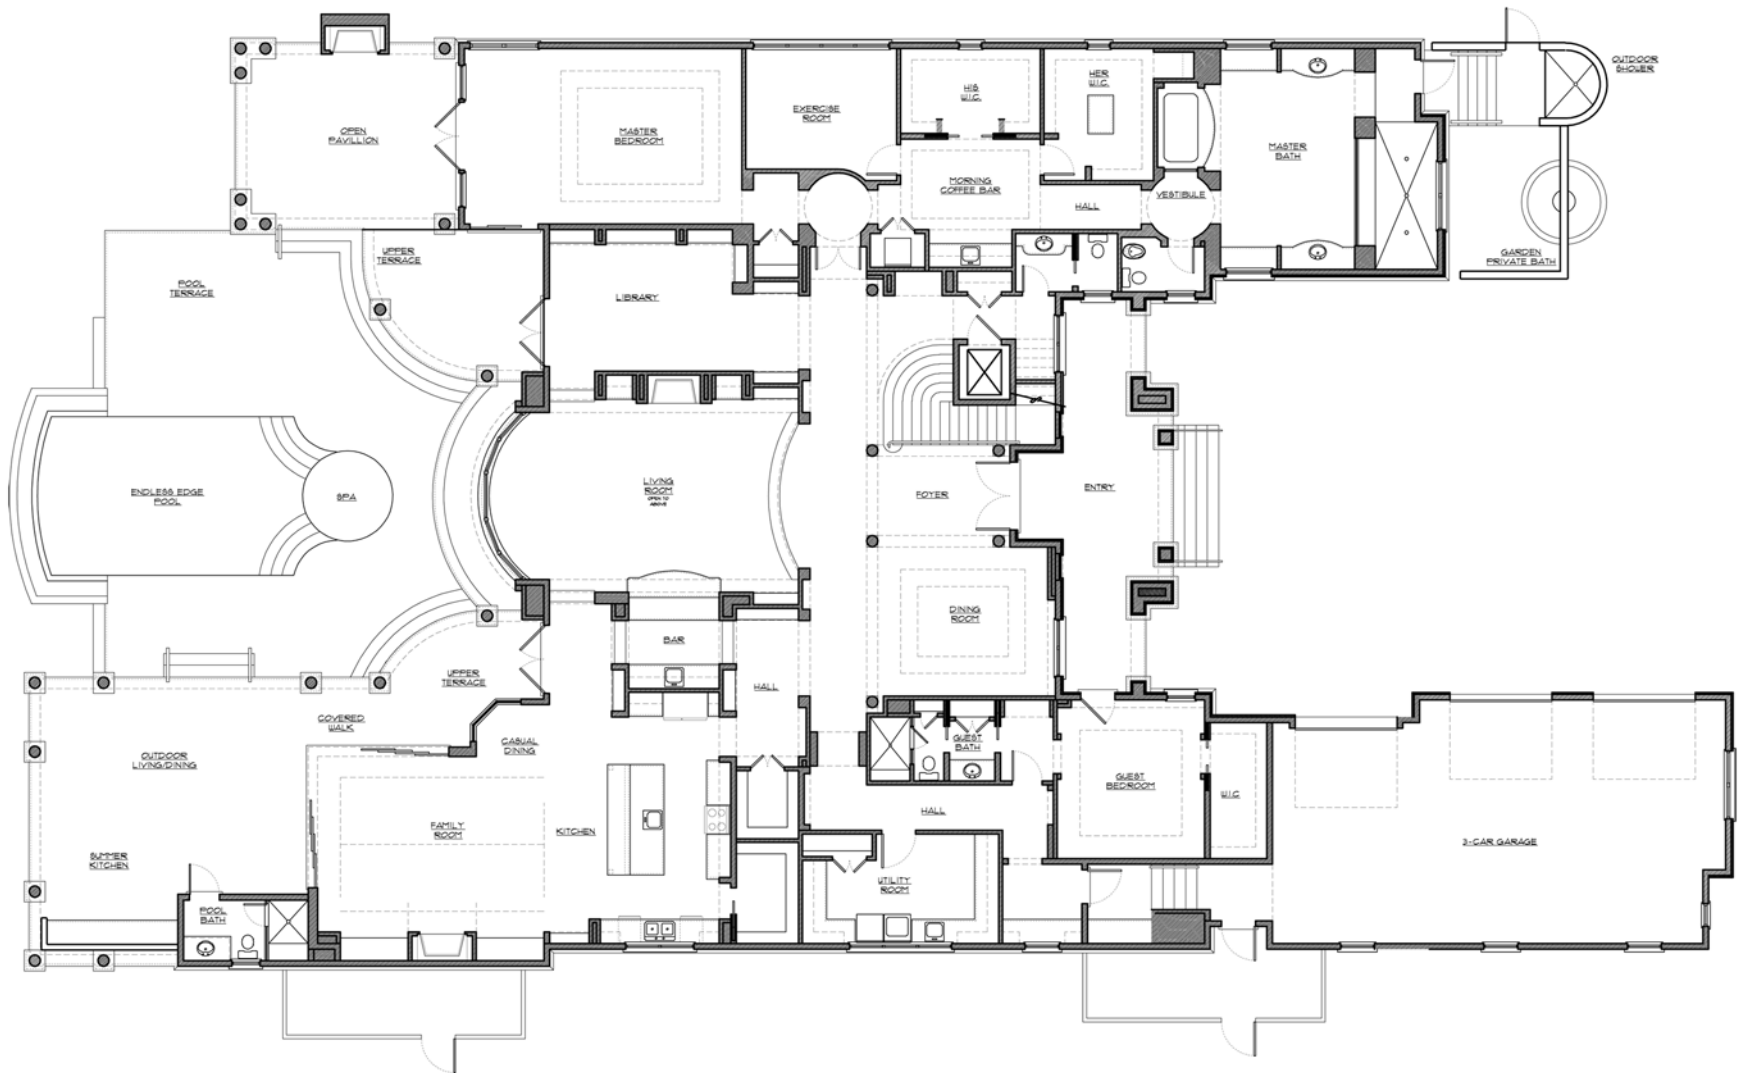 OUTDOOR
SHOWER
HER
W.I.C.
HIS
W.I.C.
EXERCISE
ROOM
OPEN
PAVILLION
MASTER
BEDROOM
MASTER
BATH
MORNING
COFFEE BAR
VESTIBULE
HALL
UPPER
TERRACE
GARDEN
PRIVATE BATH
POOL
TERRACE
LIBRARY
LIVING
ROOM
OPEN TO
ABOVE
ENDLESS EDGE
POOL
SPA
FOYER
ENTRY
DINING
ROOM
BAR
UPPER
TERRACE
HALL
COVERED
WALK
CASUAL
DINING
GUEST
BATH
OUTDOOR
LIVING/DINING
GUEST
BEDROOM
W.I.C
HALL
FAMILY
ROOM
KITCHEN
3-CAR GARAGE
SUMMER
KITCHEN
UTILITY
ROOM
POOL
BATH